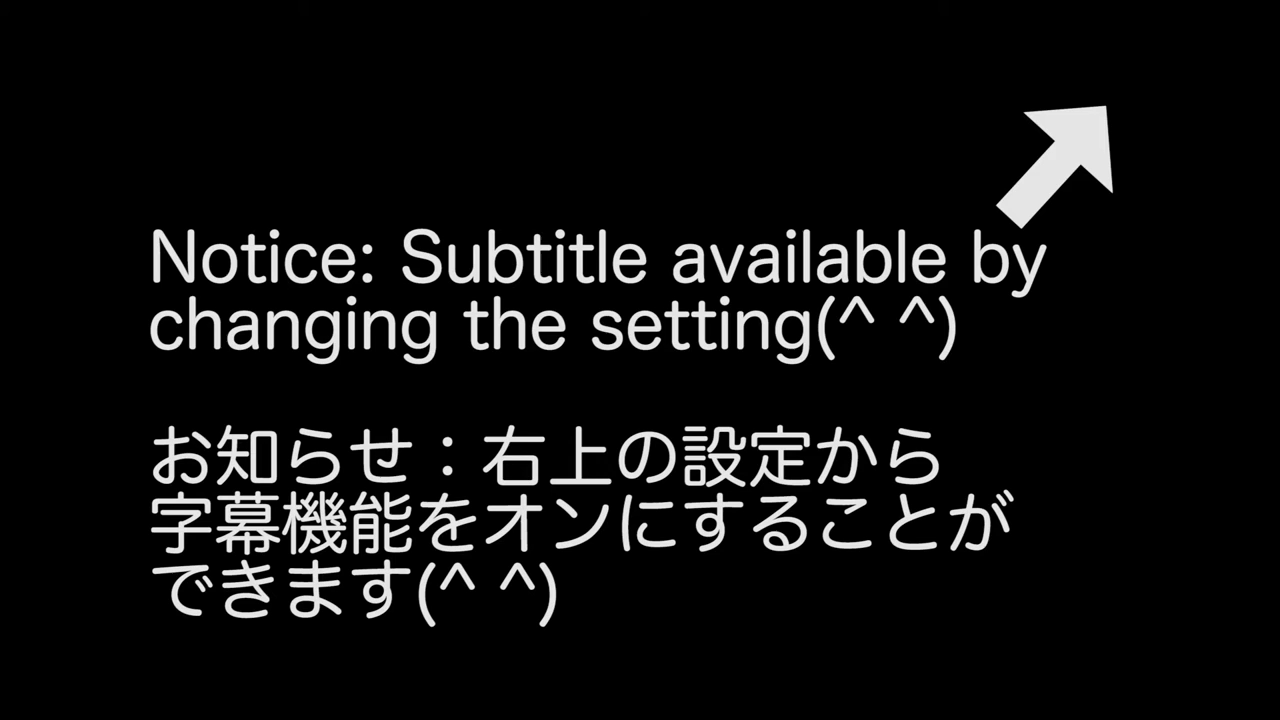 Notice: Subtitle available by
changing the setting(^ ^)
お知らせ：右上の設定から
字幕機能をオンにすることが
できます(^ ^)